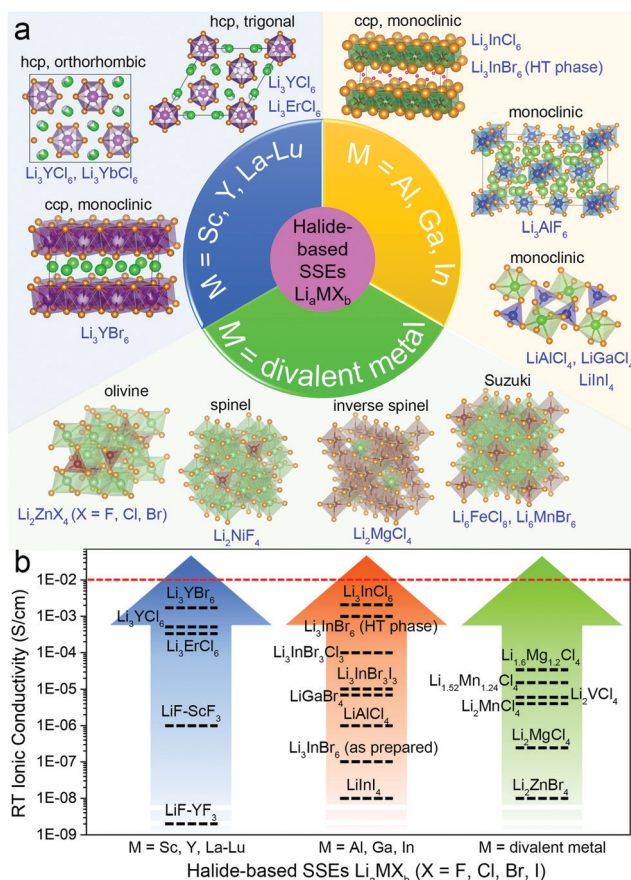 a
hcp, trigonal
Li₃YCl₆
Li₃ErCl₆
hcp, orthorhombic
Li₃YCl₆, Li₃YbCl₆
ccp, monoclinic
Li₃YBr₆
ccp, monoclinic
Li₃InCl₆
Li₃InBr₆ (HT phase)
monoclinic
Li₃AlF₆
monoclinic
LiAlCl₄, LiGaCl₄
LiInI₄
M = Sc, Y, La-Lu
M = Al, Ga, In
M = divalent metal
Halide-
based
SSEs
LiₐMX_b
olivine
Li₂ZnX₄ (X = F, Cl, Br)
spinel
Li₂NiF₄
inverse spinel
Li₂MgCl₄
Suzuki
Li₆FeCl₈, Li₆MnBr₆
b
RT Ionic Conductivity (S/cm)
1E-02
1E-03
1E-04
1E-05
1E-06
1E-07
1E-08
1E-09
Li₃YBr₆
Li₃YCl₆
Li₃ErCl₆
LiF-ScF₃
LiF-YF₃
Li₃InCl₆
Li₃InBr₆ (HT phase)
Li₃InBr₃Cl₃
Li₃InBr₃I₃
LiGaBr₄
LiAlCl₄
Li₃InBr₆ (as prepared)
LiInI₄
Li₁.₆Mg₁.₂Cl₄
Li₁.₅₂Mn₁.₂₄Cl₄
Li₂VCl₄
Li₂MnCl₄
Li₂MgCl₄
Li₂ZnBr₄
M = Sc, Y, La-Lu
M = Al, Ga, In
M = divalent metal
Halide-based SSEs LiₐMX_b (X = F, Cl, Br, I)